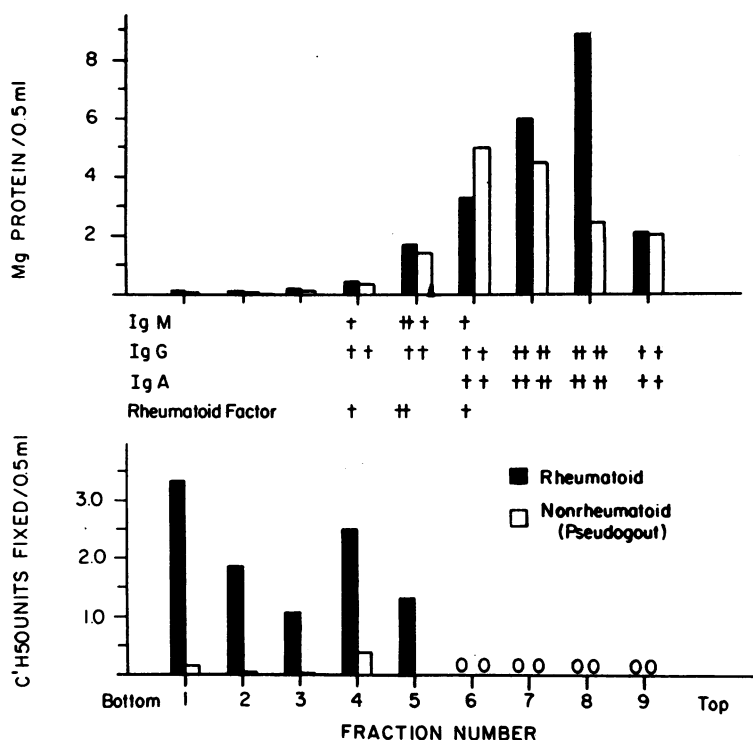 Mg PROTEIN/0.5ml
8
6
4
2
Ig M † ⧺ † †
Ig G † † † † † † ⧺ ⧺ ⧺ ⧺ † †
Ig A † † ⧺ ⧺ ⧺ ⧺ † †
Rheumatoid Factor † ⧺ †
C'H50UNITS FIXED/0.5ml
3.0
2.0
1.0
Rheumatoid
Nonrheumatoid
(Pseudogout)
0 0 0 0 0 0 0 0
Bottom 1 2 3 4 5 6 7 8 9 Top
FRACTION NUMBER